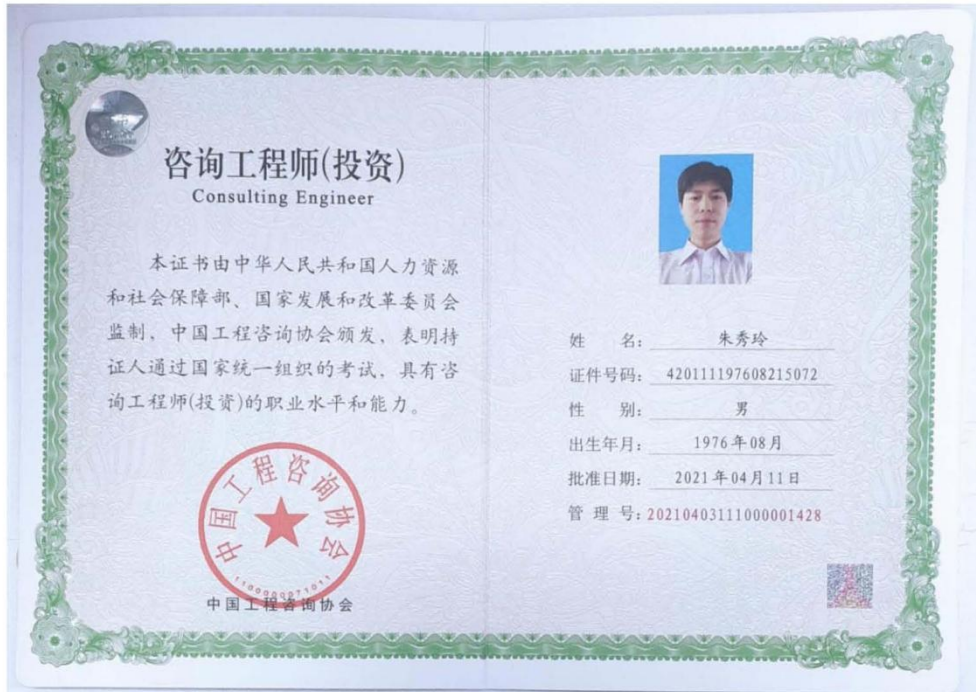 咨询工程师(投资)
Consulting Engineer
本证书由中华人民共和国人力资源
和社会保障部、国家发展和改革委员会
监制，中国工程咨询协会颁发，表明持
证人通过国家统一组织的考试，具有咨
询工程师(投资)的职业水平和能力。
中国工程咨询协会
1100000071011
中国工程咨询协会
姓 名：朱秀玲
证件号码：420111197608215072
性 别：男
出生年月：1976年08月
批准日期：2021年04月11日
管 理 号：20210403111000001428